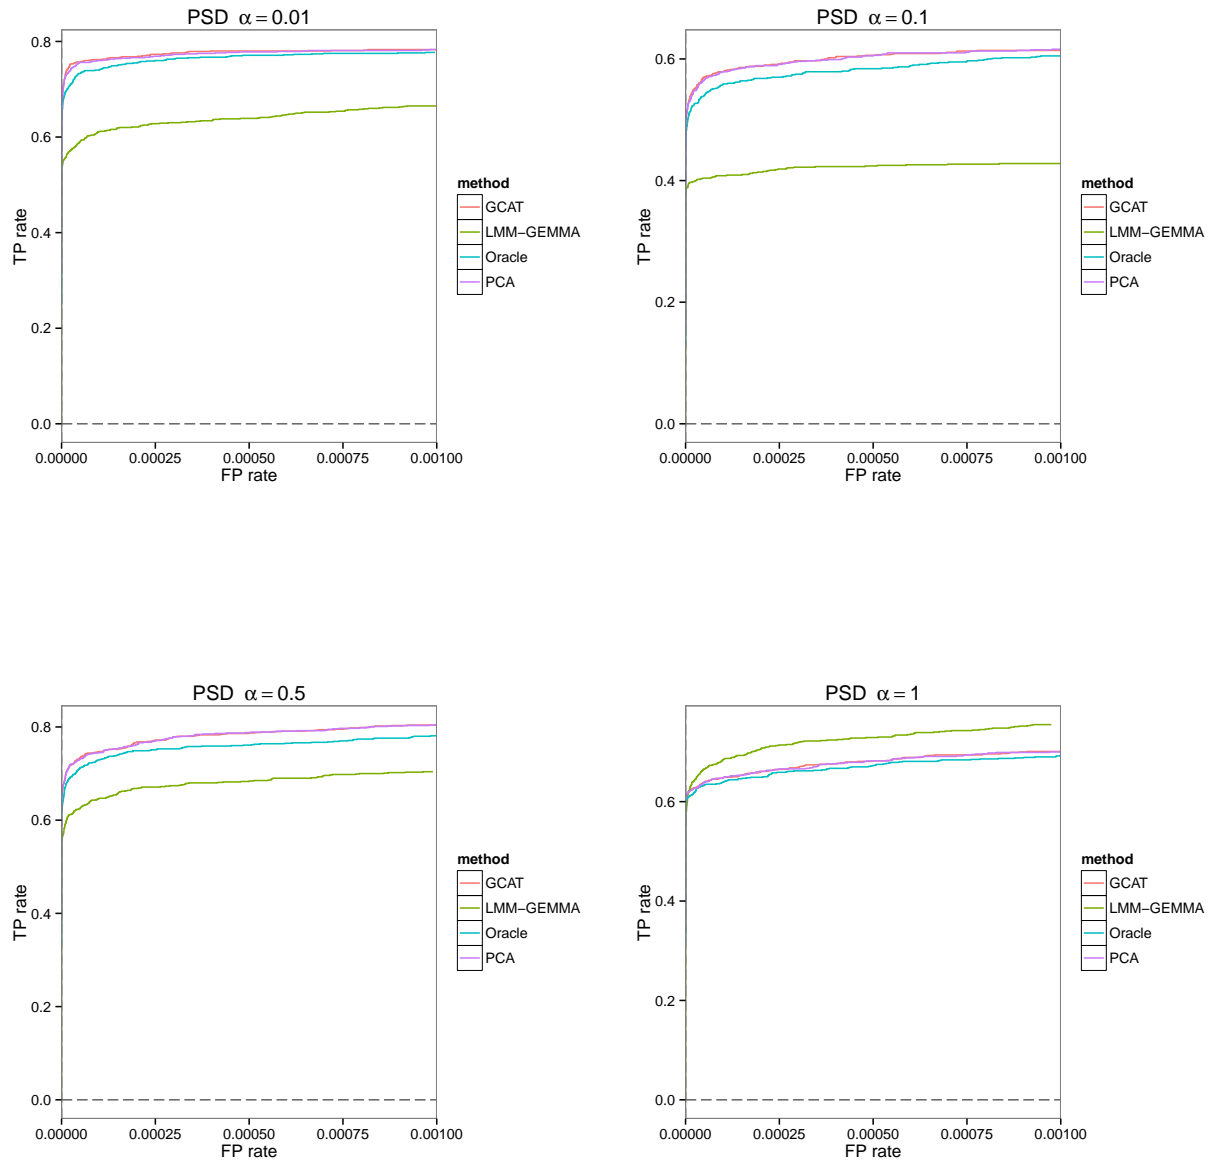 PSD α = 0.01
0.8
0.6
0.4
0.2
0.0
TP rate
0.00000 0.00025 0.00050 0.00075 0.00100
FP rate
method
GCAT
LMM−GEMMA
Oracle
PCA
PSD α = 0.1
0.6
0.4
0.2
0.0
TP rate
0.00000 0.00025 0.00050 0.00075 0.00100
FP rate
method
GCAT
LMM−GEMMA
Oracle
PCA
PSD α = 0.5
0.8
0.6
0.4
0.2
0.0
TP rate
0.00000 0.00025 0.00050 0.00075 0.00100
FP rate
method
GCAT
LMM−GEMMA
Oracle
PCA
PSD α = 1
0.6
0.4
0.2
0.0
TP rate
0.00000 0.00025 0.00050 0.00075 0.00100
FP rate
method
GCAT
LMM−GEMMA
Oracle
PCA